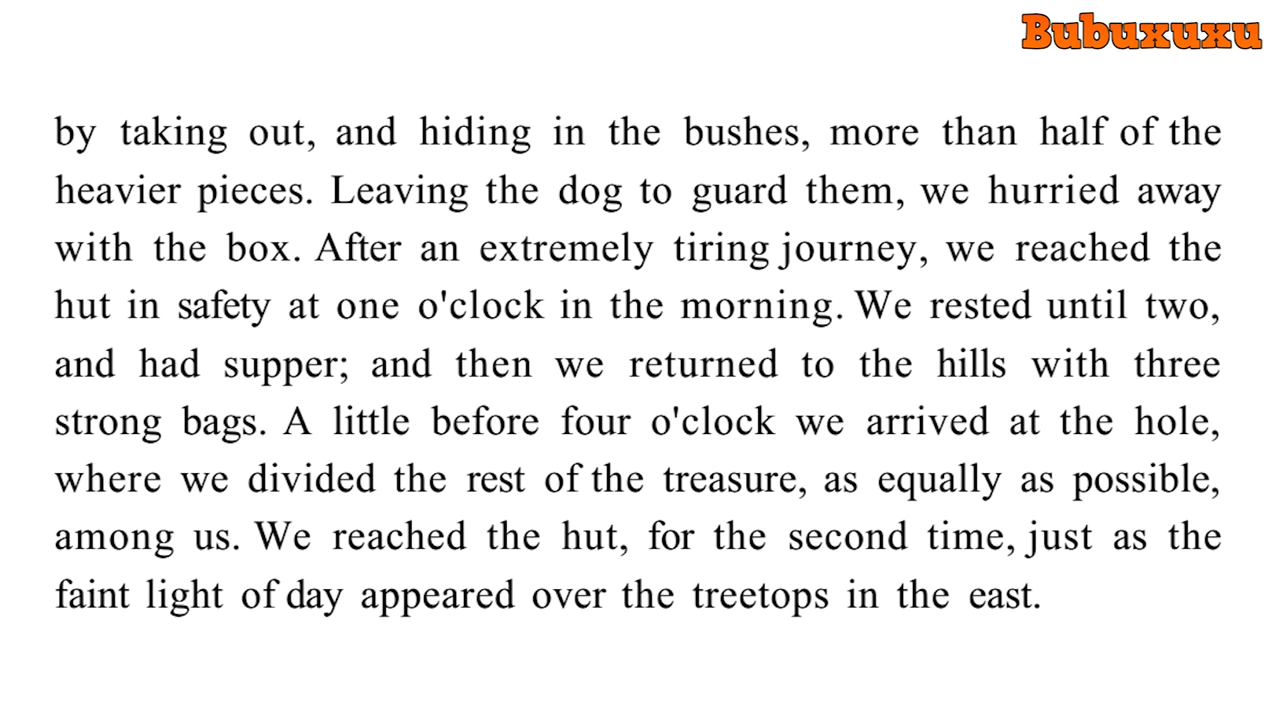 Bubuxuxu
by taking out, and hiding in the bushes, more than half of the
heavier pieces. Leaving the dog to guard them, we hurried away
with the box. After an extremely tiring journey, we reached the
hut in safety at one o'clock in the morning. We rested until two,
and had supper; and then we returned to the hills with three
strong bags. A little before four o'clock we arrived at the hole,
where we divided the rest of the treasure, as equally as possible,
among us. We reached the hut, for the second time, just as the
faint light of day appeared over the treetops in the east.